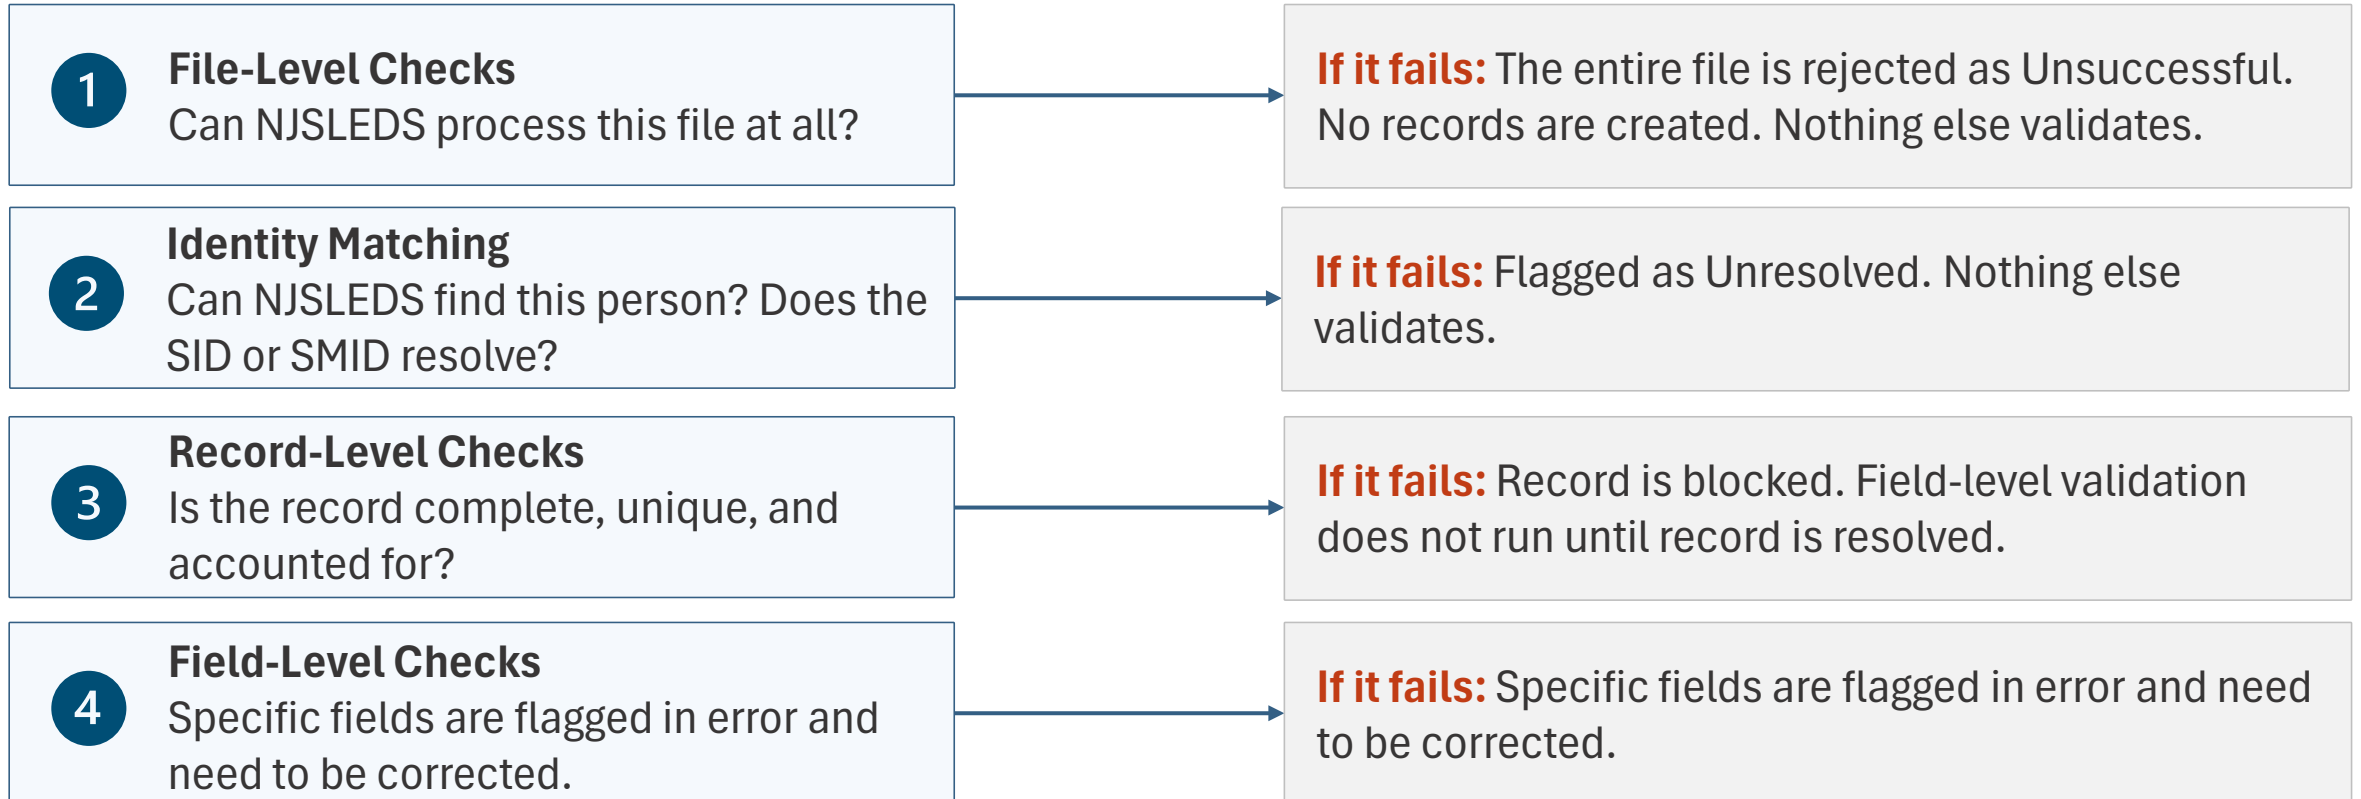 1
File-Level Checks
Can NJSLEDS process this file at all?
If it fails: The entire file is rejected as Unsuccessful.
No records are created. Nothing else validates.
2
Identity Matching
Can NJSLEDS find this person? Does the
SID or SMID resolve?
If it fails: Flagged as Unresolved. Nothing else
validates.
3
Record-Level Checks
Is the record complete, unique, and
accounted for?
If it fails: Record is blocked. Field-level validation
does not run until record is resolved.
4
Field-Level Checks
Specific fields are flagged in error and
need to be corrected.
If it fails: Specific fields are flagged in error and need
to be corrected.